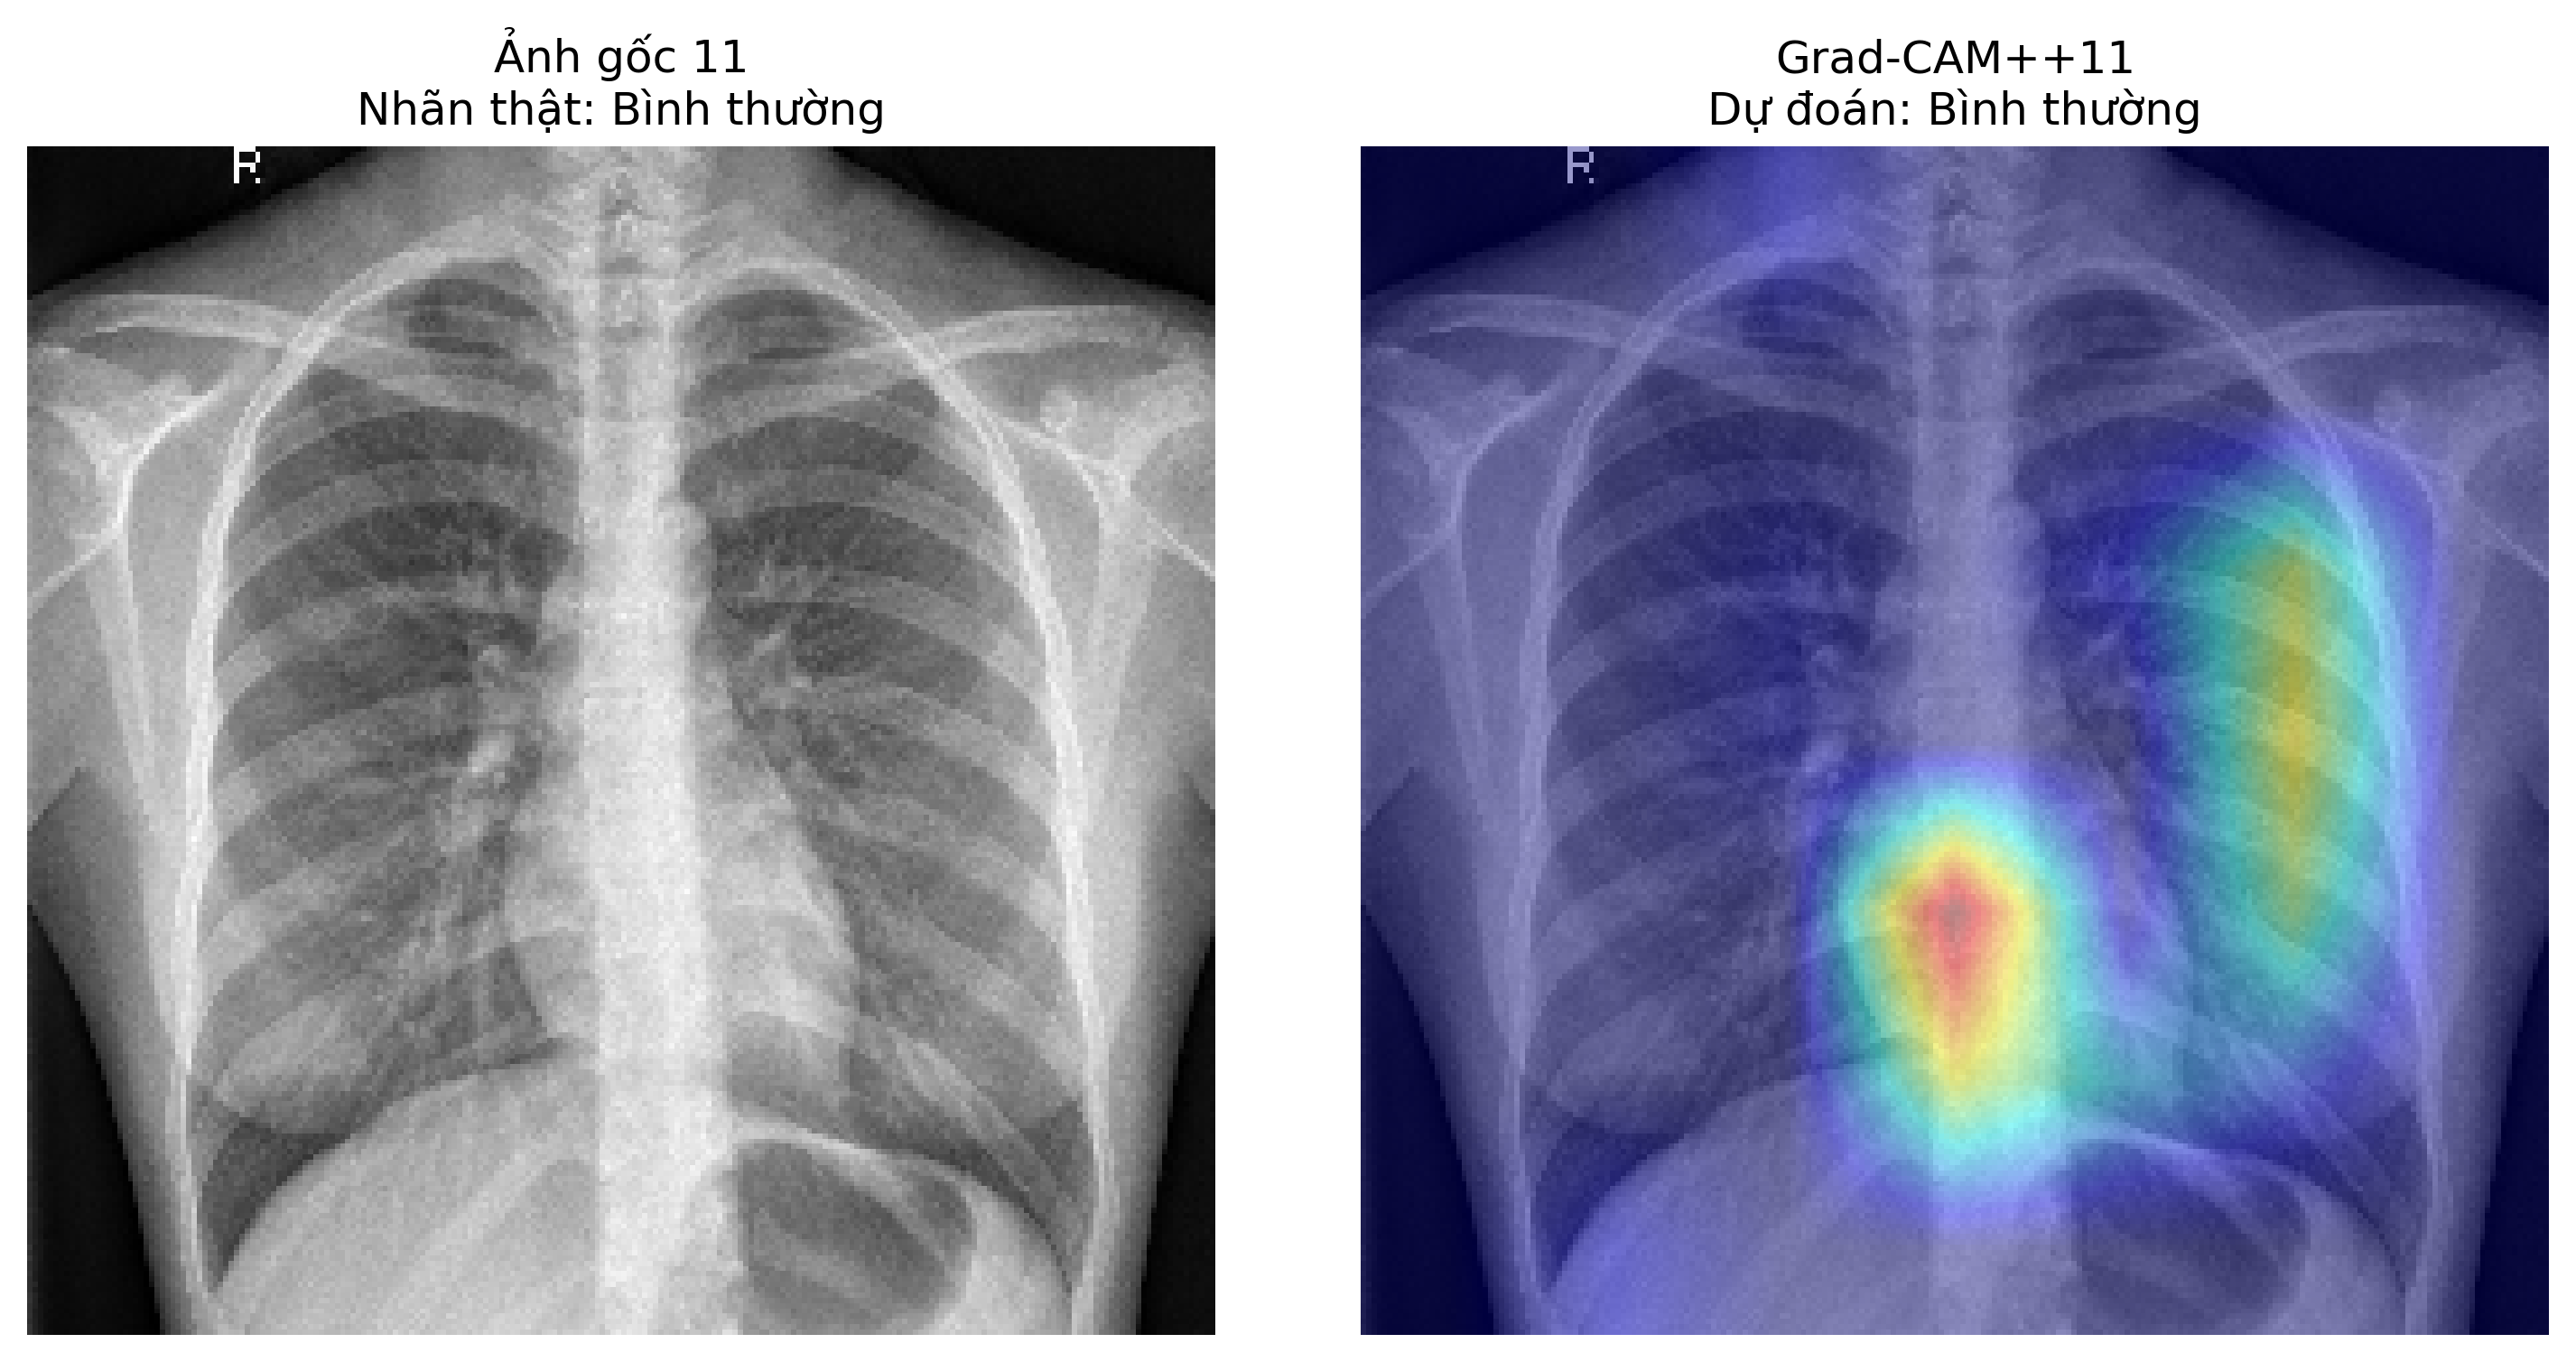 Ảnh gốc 11
Nhãn thật: Bình thường
Grad-CAM++11
Dự đoán: Bình thường
R
R